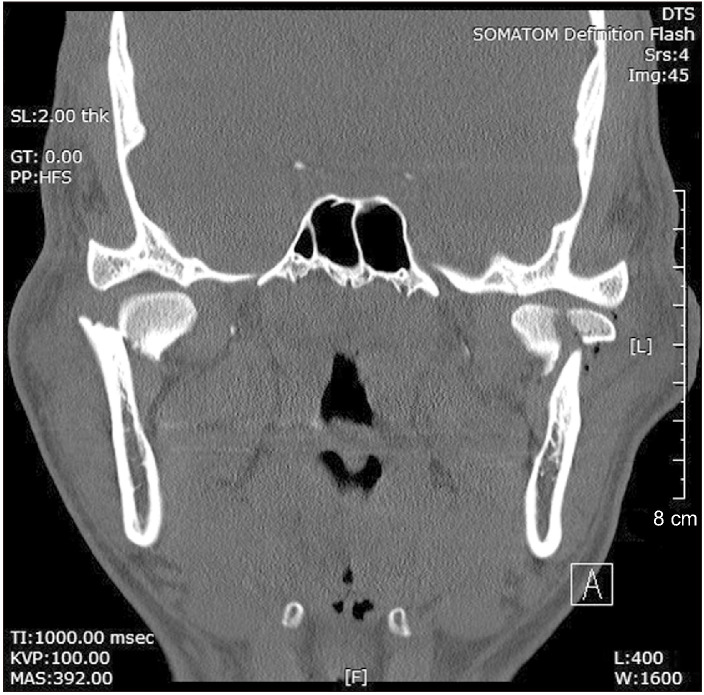 DTS
SOMATOM Definition Flash
Srs:4
Img:45
SL:2.00 thk
GT: 0.00
PP:HFS
[L]
8 cm
A
TI:1000.00 msec
KVP:100.00
MAS:392.00
[F]
L:400
W:1600